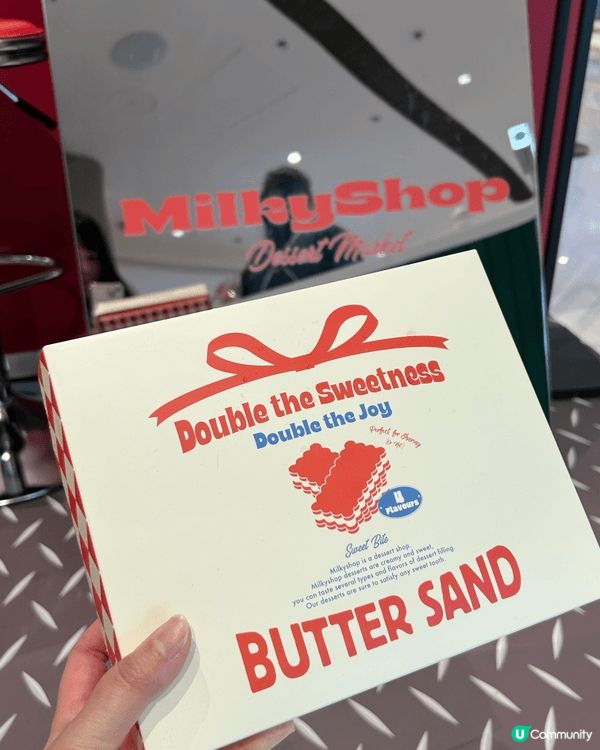 MilkyShop
Dessert Market
Double the Sweetness
Double the Joy
Perfect for Sharing
4
Flavours
Sweet Bite
Milkyshop is a dessert shop.
Milkyshop desserts are creamy and sweet,
you can taste several types and flavors of dessert filling.
Our desserts are sure to satisfy any sweet tooth.
BUTTER SAND
U Community